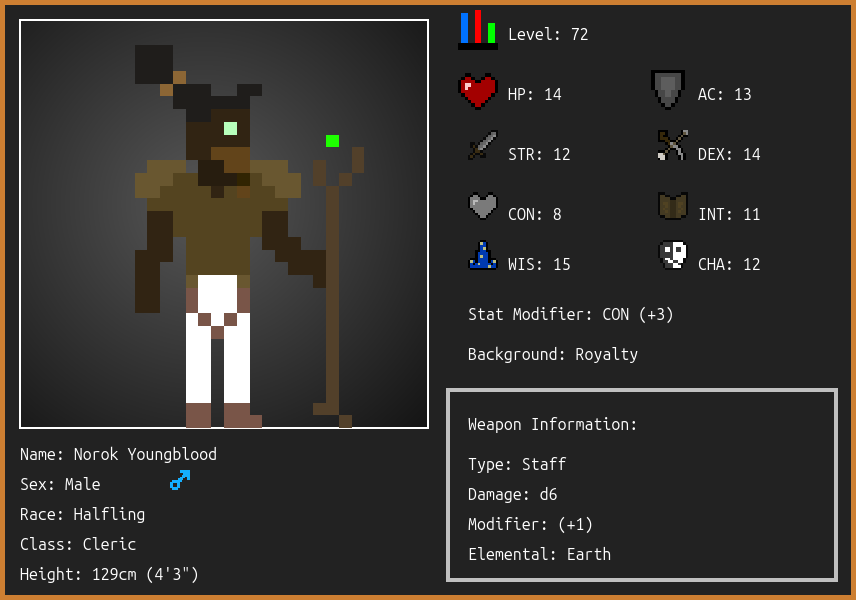 Level: 72
HP: 14
AC: 13
STR: 12
DEX: 14
CON: 8
INT: 11
WIS: 15
CHA: 12
Stat Modifier: CON (+3)
Background: Royalty
Weapon Information:
Type: Staff
Damage: d6
Modifier: (+1)
Elemental: Earth
Name: Norok Youngblood
Sex: Male
Race: Halfling
Class: Cleric
Height: 129cm (4'3")